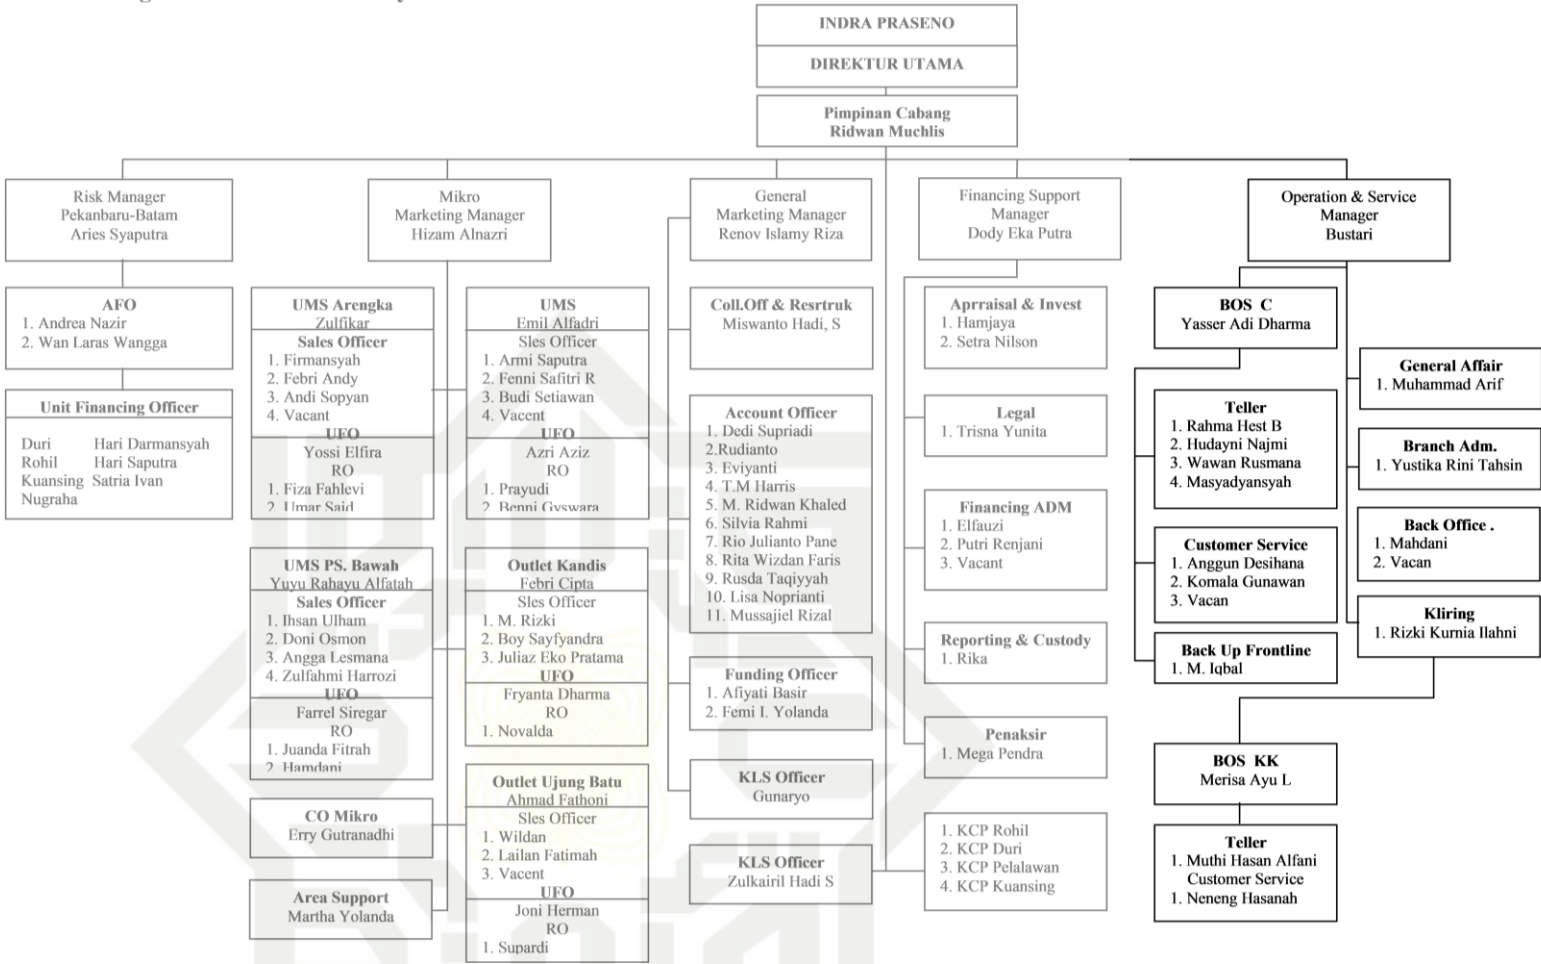 INDRA PRASENO
DIREKTUR UTAMA
Pimpinan Cabang
Ridwan Muchlis
Risk Manager
Pekanbaru-Batam
Aries Syaputra
Mikro
Marketing Manager
Hizam Alnazri
General
Marketing Manager
Renov Islamy Riza
Financing Support
Manager
Dody Eka Putra
Operation & Service
Manager
Bustari
AFO
1. Andrea Nazir
2. Wan Laras Wangga
Unit Financing Officer
Duri Hari Darmansyah
Rohil Hari Saputra
Kuansing Satria Ivan
Nugraha
UMS Arengka
Zulfikar
Sales Officer
1. Firmansyah
2. Febri Andy
3. Andi Sopyan
4. Vacant
UFO
Yossi Elfira
RO
1. Fiza Fahlevi
2. Umar Said
UMS
Emil Alfadri
Sles Officer
1. Armi Saputra
2. Fenni Safitri R
3. Budi Setiawan
4. Vacent
UFO
Azri Aziz
RO
1. Prayudi
2. Benni Gyswara
UMS PS. Bawah
Yuyu Rahayu Alfatah
Sales Officer
1. Ihsan Ulham
2. Doni Osmon
3. Angga Lesmana
4. Zulfahmi Harrozi
UFO
Farrel Siregar
RO
1. Juanda Fitrah
2. Hamdani
Outlet Kandis
Febri Cipta
Sles Officer
1. M. Rizki
2. Boy Sayfyandra
3. Juliaz Eko Pratama
UFO
Fryanta Dharma
RO
1. Novalda
CO Mikro
Erry Gutranadhi
Area Support
Martha Yolanda
Outlet Ujung Batu
Ahmad Fathoni
Sles Officer
1. Wildan
2. Lailan Fatimah
3. Vacent
UFO
Joni Herman
RO
1. Supardi
Coll.Off & Resrtruk
Miswanto Hadi, S
Account Officer
1. Dedi Supriadi
2.Rudianto
3. Eviyanti
4. T.M Harris
5. M. Ridwan Khaled
6. Silvia Rahmi
7. Rio Julianto Pane
8. Rita Wizdan Faris
9. Rusda Taqiyyah
10. Lisa Noprianti
11. Mussajiel Rizal
Funding Officer
1. Afiyati Basir
2. Femi I. Yolanda
KLS Officer
Gunaryo
KLS Officer
Zulkairil Hadi S
Aprraisal & Invest
1. Hamjaya
2. Setra Nilson
Legal
1. Trisna Yunita
Financing ADM
1. Elfauzi
2. Putri Renjani
3. Vacant
Reporting & Custody
1. Rika
Penaksir
1. Mega Pendra
1. KCP Rohil
2. KCP Duri
3. KCP Pelalawan
4. KCP Kuansing
BOS C
Yasser Adi Dharma
Teller
1. Rahma Hest B
2. Hudayni Najmi
3. Wawan Rusmana
4. Masyadyansyah
Customer Service
1. Anggun Desihana
2. Komala Gunawan
3. Vacan
Back Up Frontline
1. M. Iqbal
General Affair
1. Muhammad Arif
Branch Adm.
1. Yustika Rini Tahsin
Back Office .
1. Mahdani
2. Vacan
Kliring
1. Rizki Kurnia Ilahni
BOS KK
Merisa Ayu L
Teller
1. Muthi Hasan Alfani
Customer Service
1. Neneng Hasanah